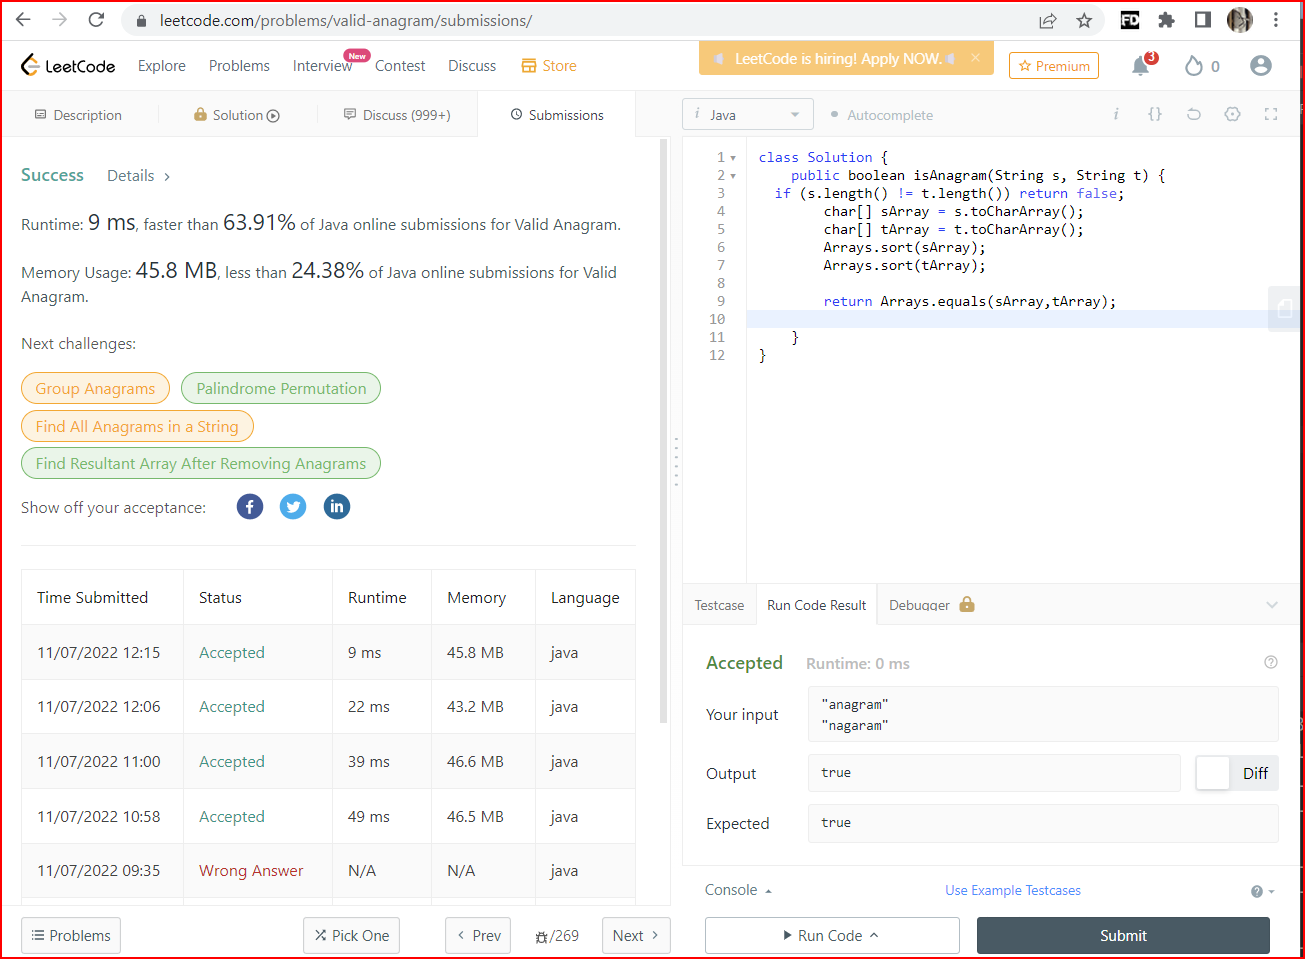 leetcode.com/problems/valid-anagram/submissions/
FD
LeetCode Explore Problems Interview New Contest Discuss Store
LeetCode is hiring! Apply NOW. ×
Premium 3 0
Description Solution Discuss (999+) Submissions
i Java Autocomplete
i {}
Success Details >
Runtime: 9 ms, faster than 63.91% of Java online submissions for Valid Anagram.
Memory Usage: 45.8 MB, less than 24.38% of Java online submissions for Valid
Anagram.
Next challenges:
Group Anagrams Palindrome Permutation
Find All Anagrams in a String
Find Resultant Array After Removing Anagrams
Show off your acceptance: f in
Time Submitted Status Runtime Memory Language
11/07/2022 12:15 Accepted 9 ms 45.8 MB java
11/07/2022 12:06 Accepted 22 ms 43.2 MB java
11/07/2022 11:00 Accepted 39 ms 46.6 MB java
11/07/2022 10:58 Accepted 49 ms 46.5 MB java
11/07/2022 09:35 Wrong Answer N/A N/A java
Problems Pick One < Prev /269 Next >
1 class Solution {
2 public boolean isAnagram(String s, String t) {
3 if (s.length() != t.length()) return false;
4 char[] sArray = s.toCharArray();
5 char[] tArray = t.toCharArray();
6 Arrays.sort(sArray);
7 Arrays.sort(tArray);
8
9 return Arrays.equals(sArray,tArray);
10
11 }
12 }
Testcase Run Code Result Debugger
Accepted Runtime: 0 ms ?
Your input "anagram"
"nagaram"
Output true Diff
Expected true
Console Use Example Testcases ?
Run Code Submit